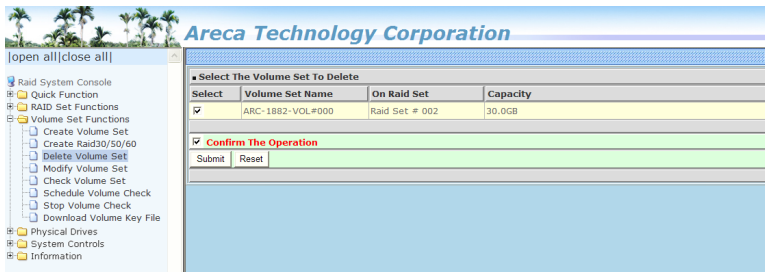 Areca Technology Corporation
|open all|close all|
Raid System Console
Quick Function
RAID Set Functions
Volume Set Functions
Create Volume Set
Create Raid30/50/60
Delete Volume Set
Modify Volume Set
Check Volume Set
Schedule Volume Check
Stop Volume Check
Download Volume Key File
Physical Drives
System Controls
Information
Select The Volume Set To Delete
Select Volume Set Name On Raid Set Capacity
ARC-1882-VOL#000 Raid Set # 002 30.0GB
Confirm The Operation
Submit Reset